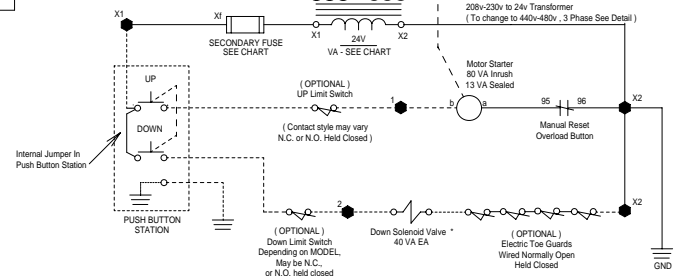 208v-230v to 24v Transformer
( To change to 440v-480v , 3 Phase See Detail )
X1
Xf
X1
24V
X2
SECONDARY FUSE
SEE CHART
VA - SEE CHART
Motor Starter
80 VA Inrush
13 VA Sealed
UP
( OPTIONAL )
UP Limit Switch
1
b
a
95
96
X2
DOWN
( Contact style may vary
N.C. or N.O. Held Closed )
Manual Reset
Overload Button
Internal Jumper In
Push Button Station
2
X2
PUSH BUTTON
STATION
( OPTIONAL )
Down Limit Switch
Depending on MODEL,
May be N.C.,
or N.O. held closed
Down Solenoid Valve *
40 VA EA
( OPTIONAL )
Electric Toe Guards
Wired Normally Open
Held Closed
GND